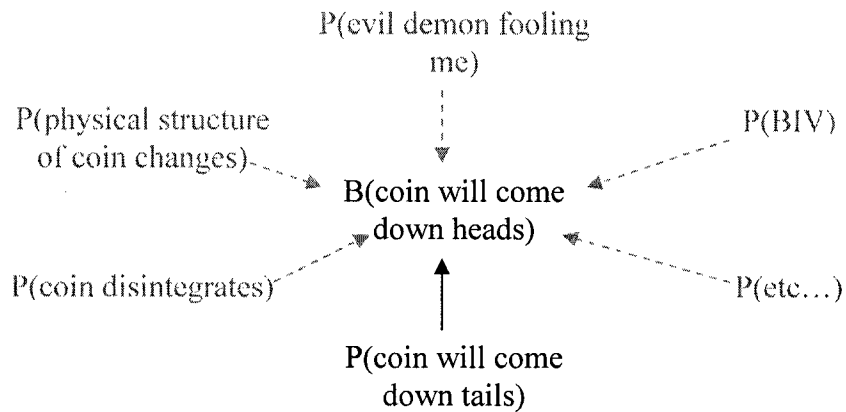 P(evil demon fooling
me)
P(physical structure
of coin changes)
P(BIV)
B(coin will come
down heads)
P(coin disintegrates)
P(etc…)
P(coin will come
down tails)